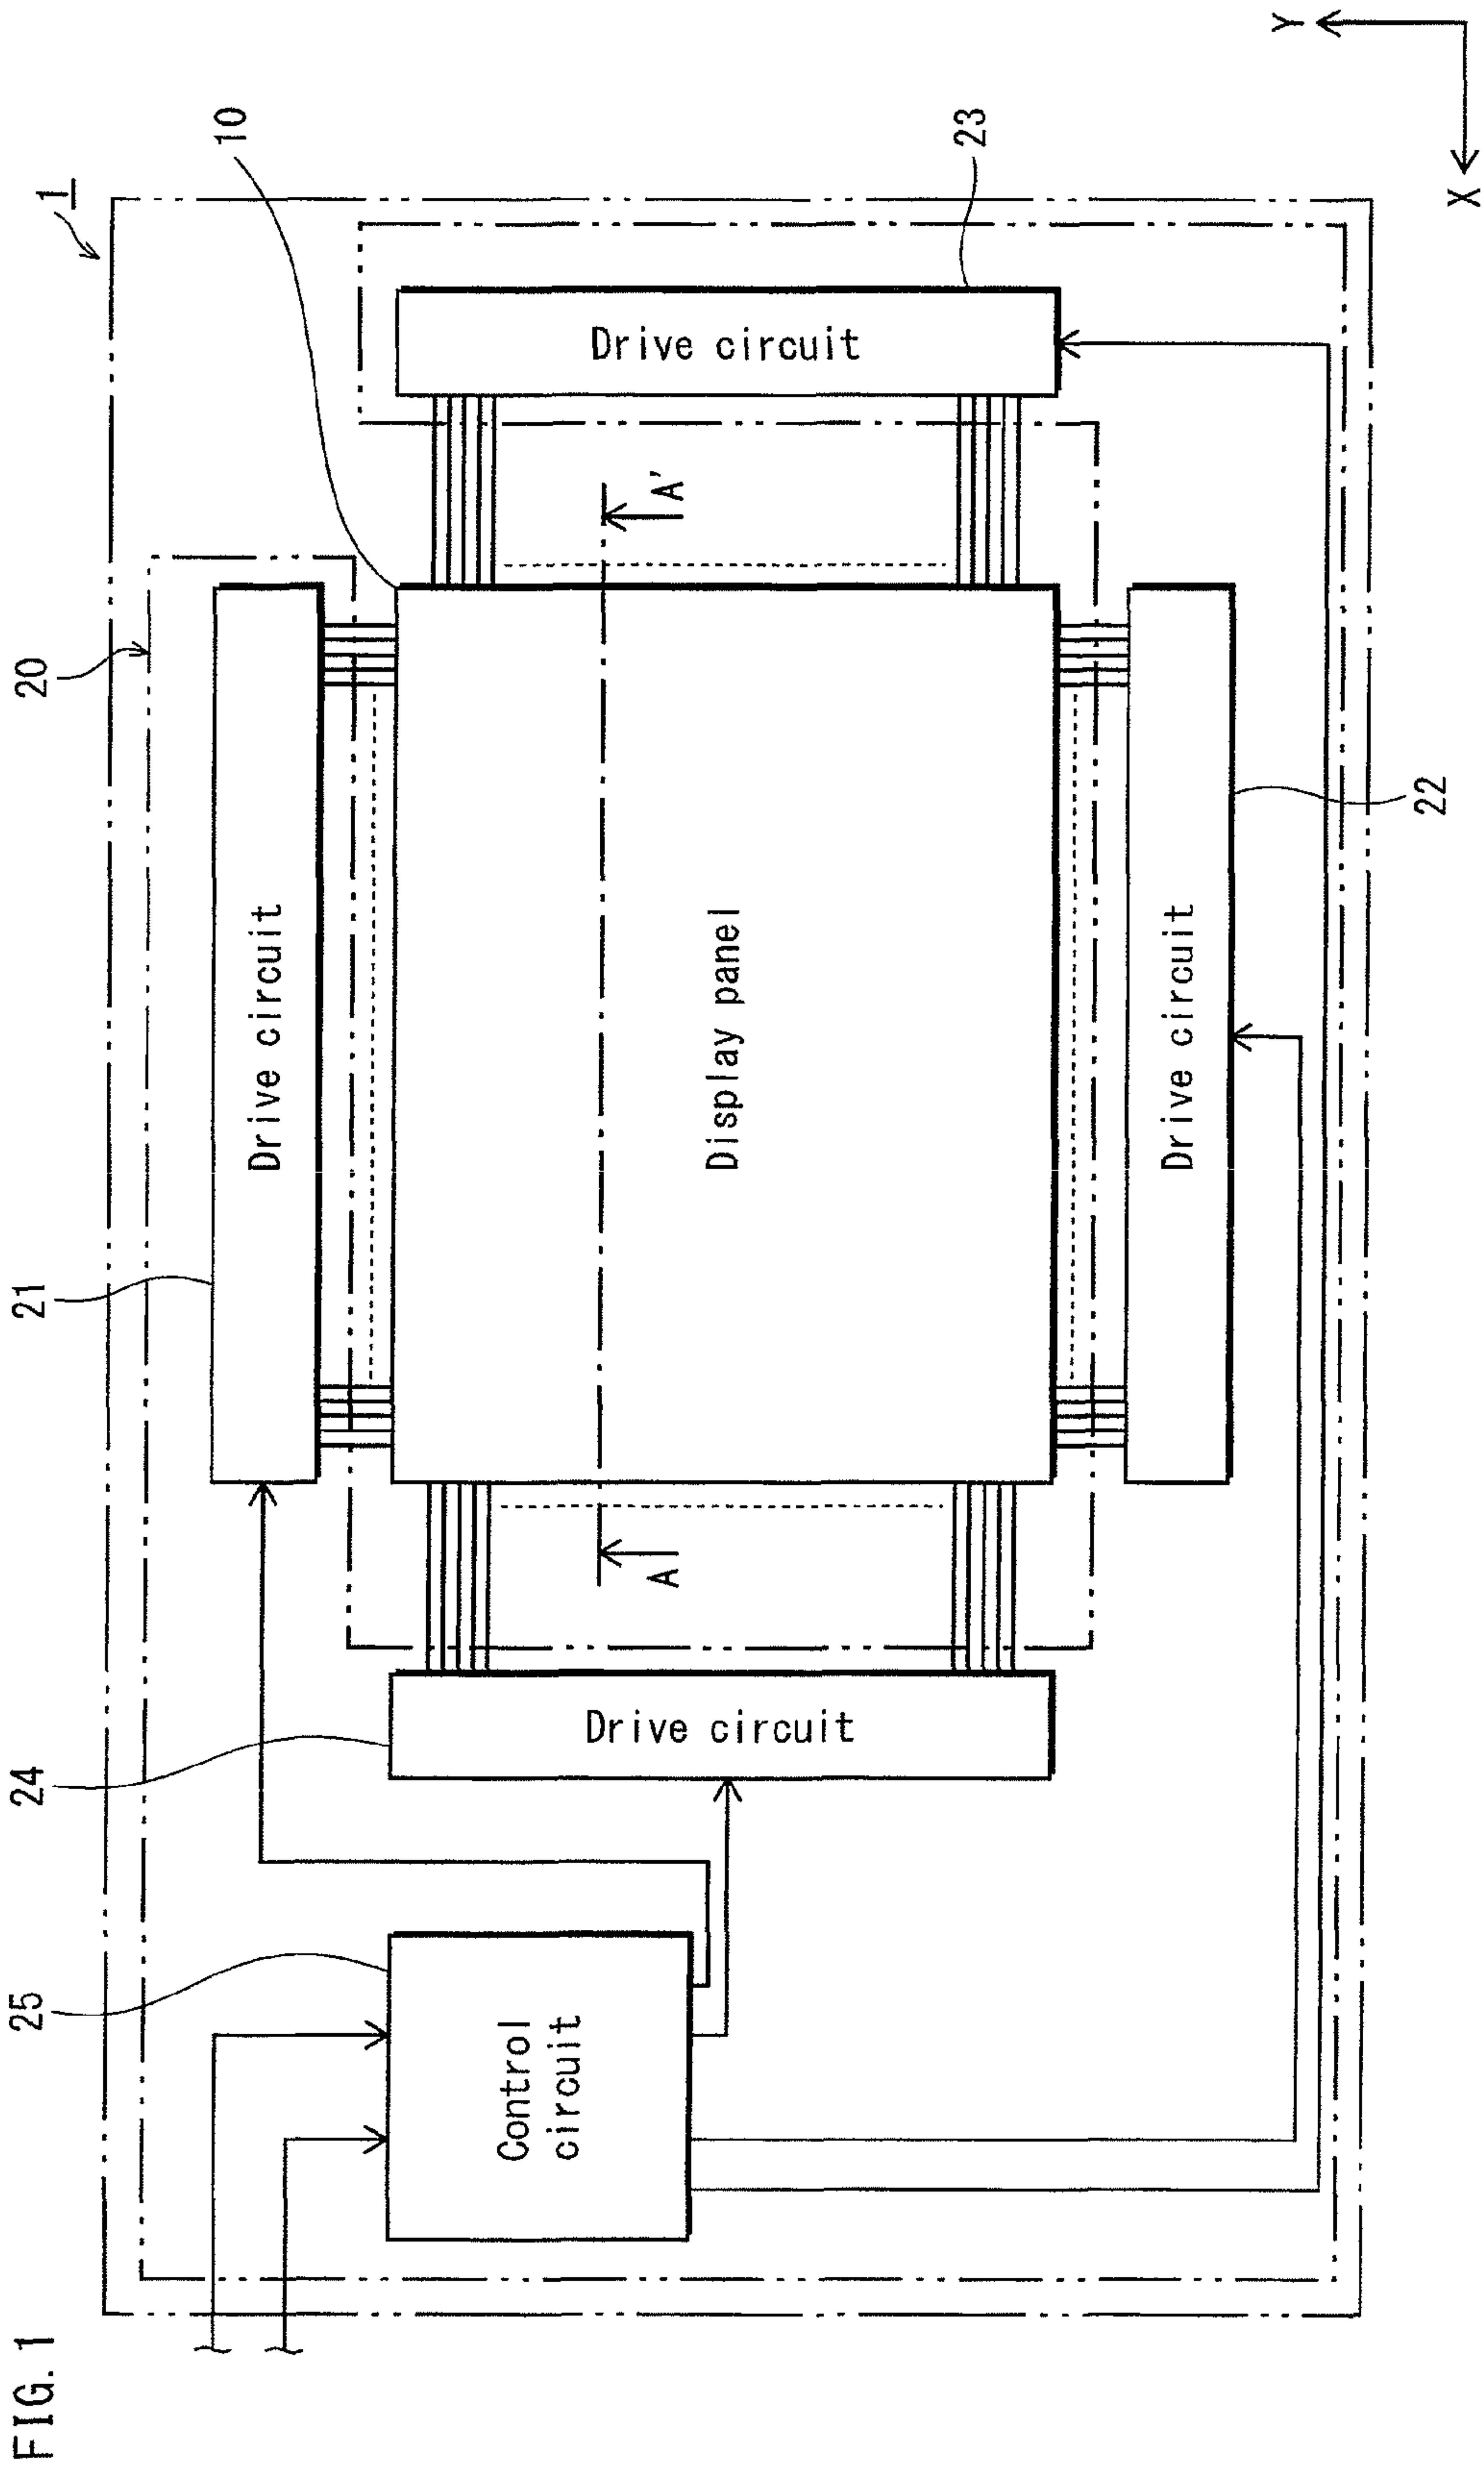 FIG. 1
1
20
21
Drive circuit
24
25
10
Display panel
A
A'
Drive circuit
Drive circuit
23
Control
circuit
Drive circuit
22
Y
X